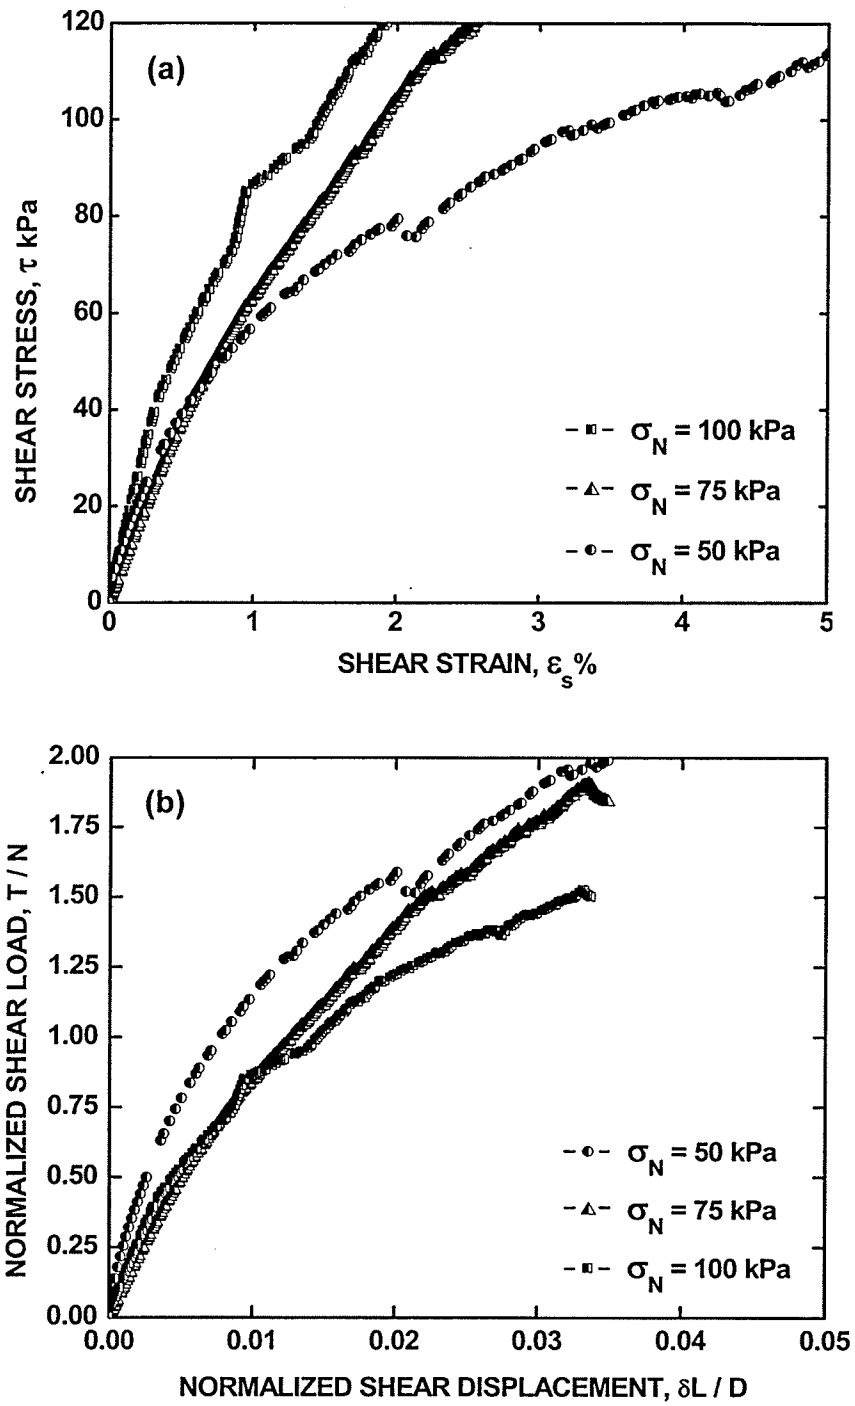 (a)
SHEAR STRESS, τ kPa
120
100
80
60
40
20
0
σN = 100 kPa
σN = 75 kPa
σN = 50 kPa
0 1 2 3 4 5
SHEAR STRAIN, εs%
(b)
NORMALIZED SHEAR LOAD, T / N
2.00
1.75
1.50
1.25
1.00
0.75
0.50
0.25
0.00
σN = 50 kPa
σN = 75 kPa
σN = 100 kPa
0.00 0.01 0.02 0.03 0.04 0.05
NORMALIZED SHEAR DISPLACEMENT, δL / D